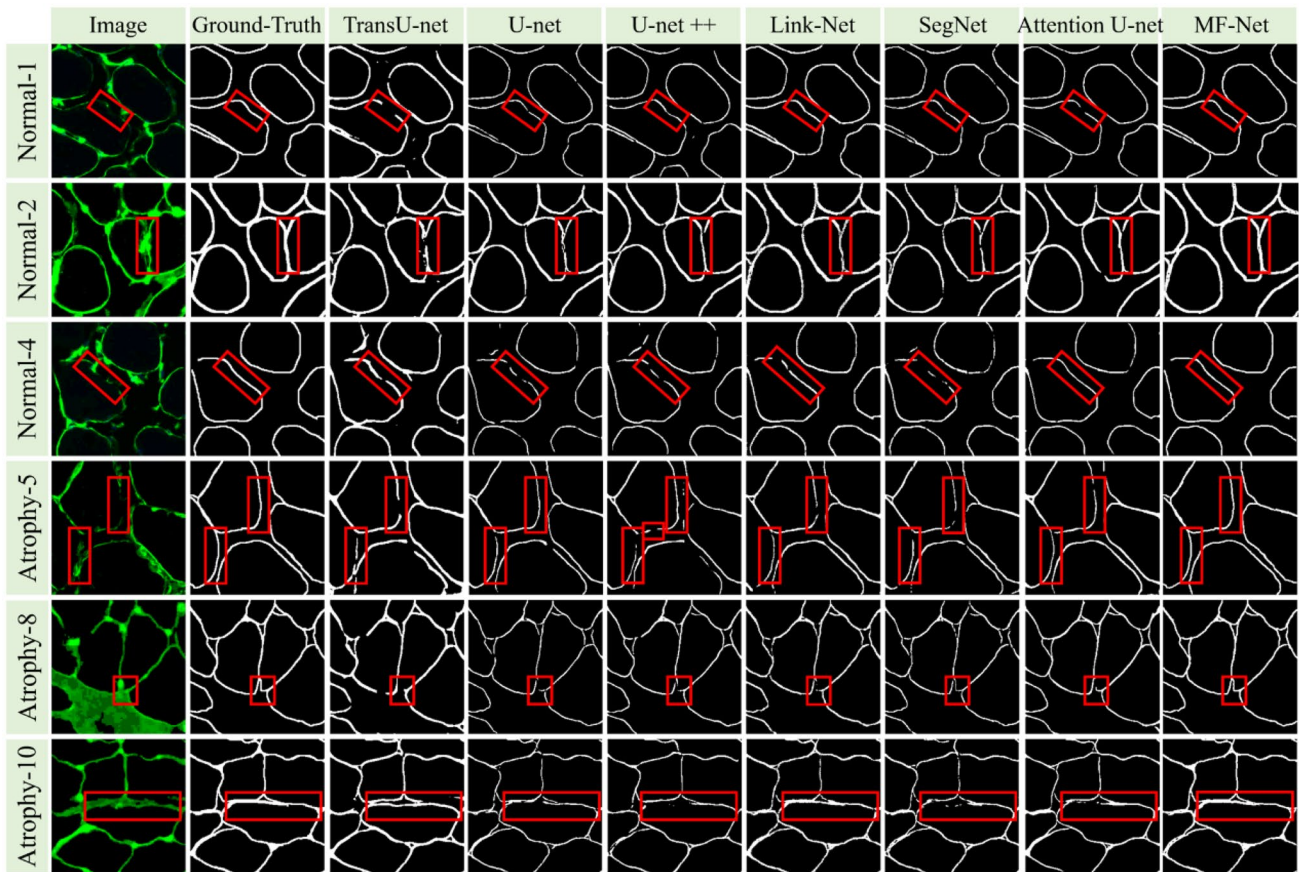 Image Ground-Truth TransU-net U-net U-net ++ Link-Net SegNet Attention U-net MF-Net
Normal-1
Normal-2
Normal-4
Atrophy-5
Atrophy-8
Atrophy-10